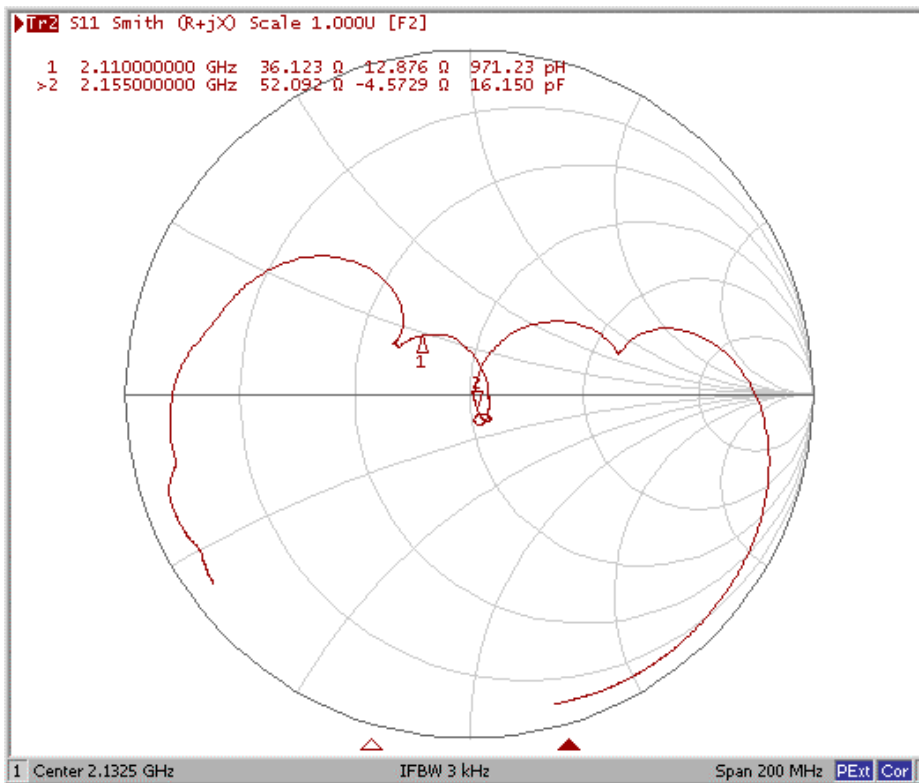 Tr2 S11 Smith (R+jX) Scale 1.000U [F2]
1 2.110000000 GHz 36.123 Ω 12.876 Ω 971.23 pH
>2 2.155000000 GHz 52.092 Ω -4.5729 Ω 16.150 pF
1
1 Center 2.1325 GHz IFBW 3 kHz Span 200 MHz PExt Cor